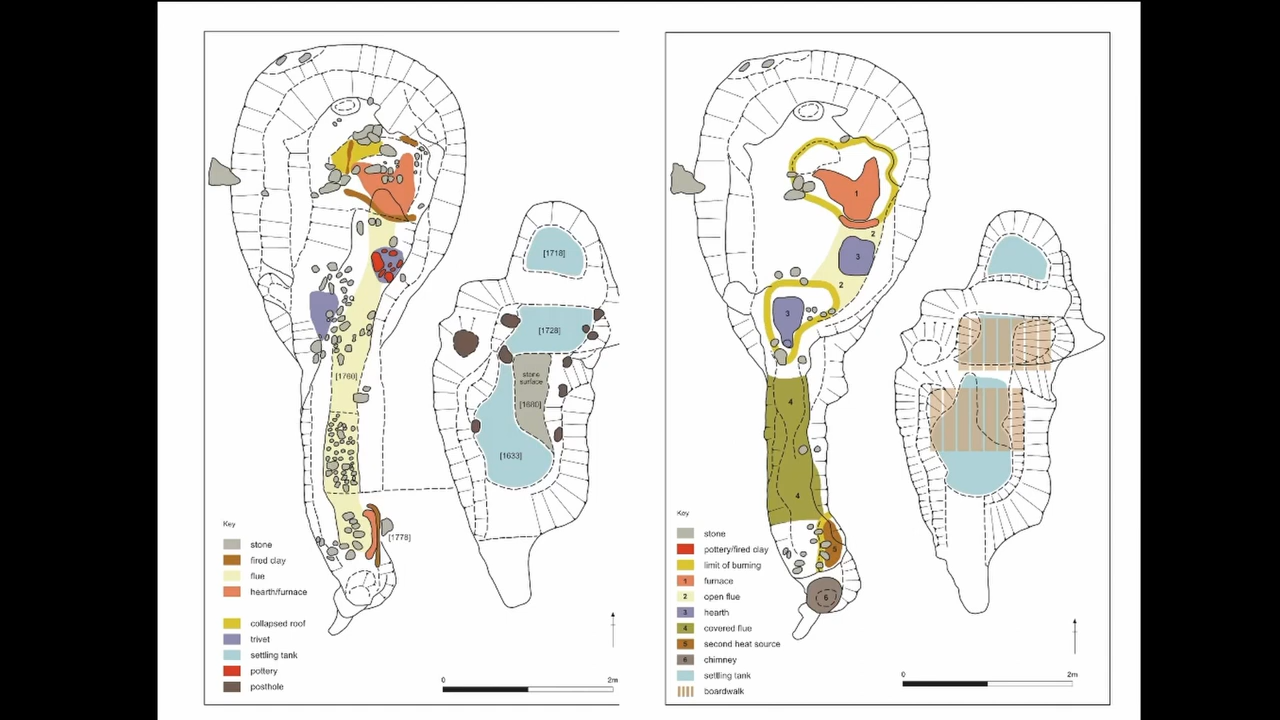 [1718]
[1728]
stone
surface
[1680]
[1760]
[1633]
[1778]
Key
stone
fired clay
flue
hearth/furnace
collapsed roof
trivet
settling tank
pottery
posthole
0
2m
1
2
3
2
3
4
4
5
6
Key
stone
pottery/fired clay
limit of burning
1 furnace
2 open flue
3 hearth
4 covered flue
5 second heat source
6 chimney
settling tank
boardwalk
0
2m